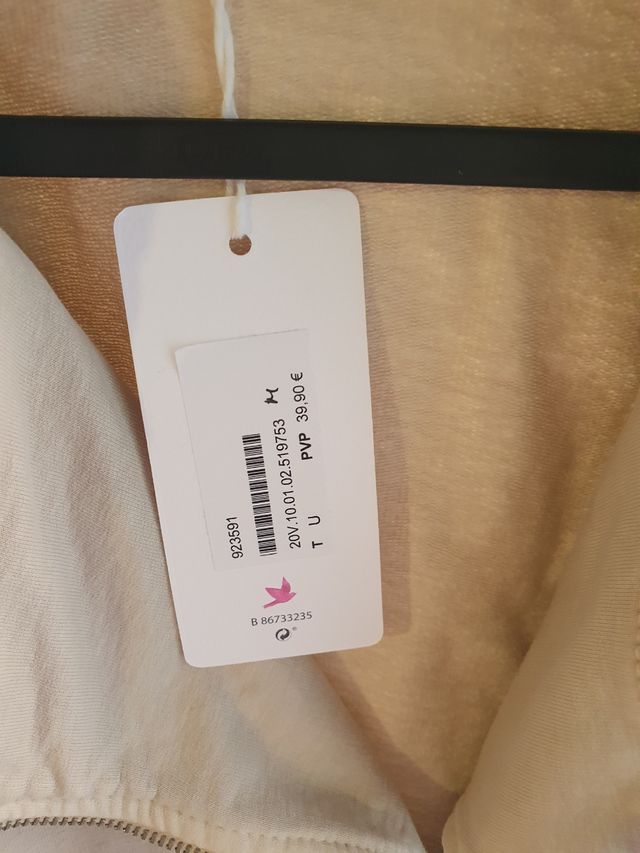 923591
20V.10.01.02.519753 M
T U PVP 39,90 €
B 86733235
®